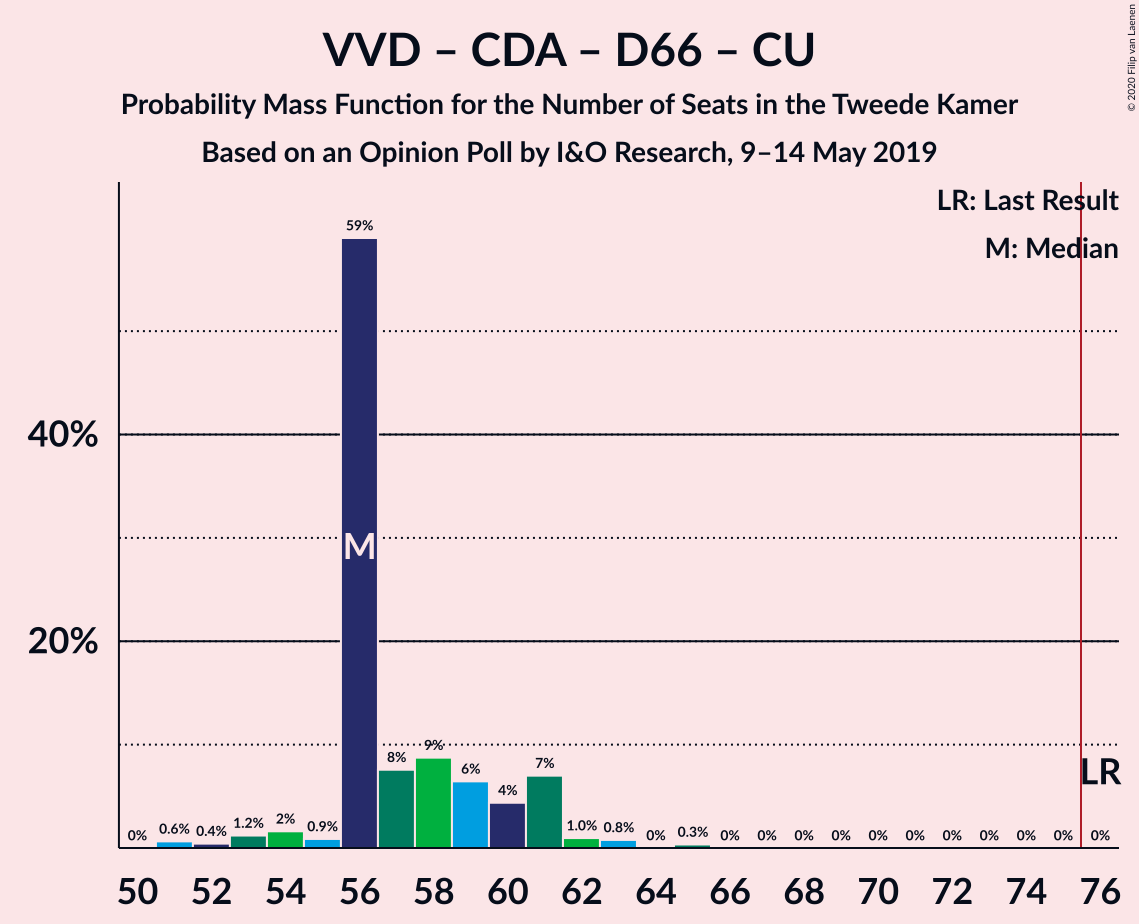 VVD – CDA – D66 – CU
Probability Mass Function for the Number of Seats in the Tweede Kamer
Based on an Opinion Poll by I&O Research, 9–14 May 2019
© 2020 Filip van Laenen
LR: Last Result
M: Median
59%
40%
M
20%
0% 0.6% 0.4% 1.2% 2% 0.9% 8% 9% 6% 4% 7% 1.0% 0.8% 0% 0.3% 0% 0% 0% 0% 0% 0% 0% 0% 0% 0% 0%
LR
50 52 54 56 58 60 62 64 66 68 70 72 74 76